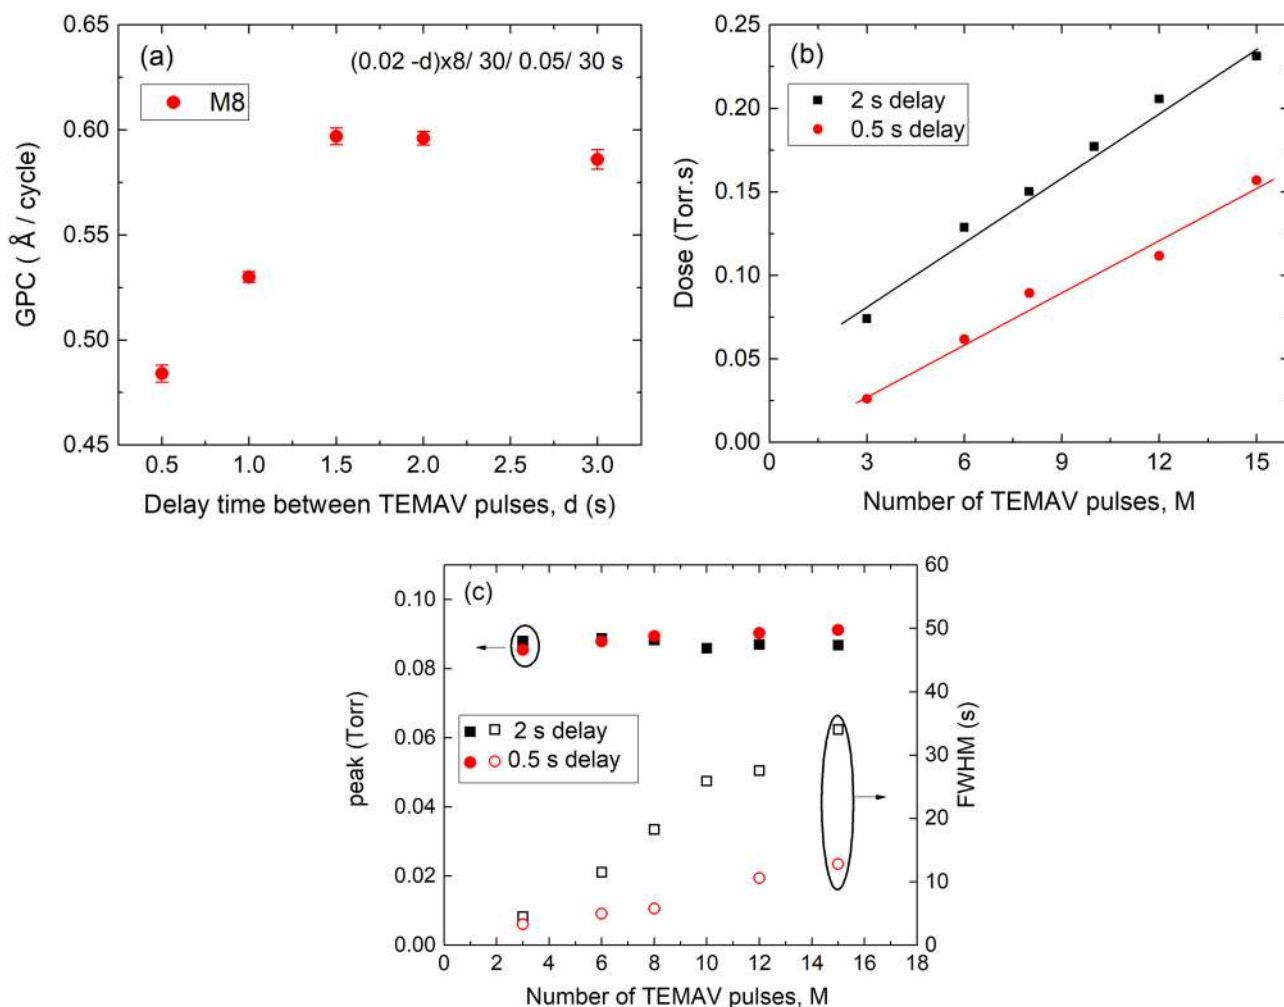 (a)
(0.02 -d)x8/ 30/ 0.05/ 30 s
M8
0.65
0.60
0.55
0.50
0.45
GPC ( Å / cycle)
0.5 1.0 1.5 2.0 2.5 3.0
Delay time between TEMAV pulses, d (s)
(b)
2 s delay
0.5 s delay
0.25
0.20
0.15
0.10
0.05
0.00
Dose (Torr.s)
0 3 6 9 12 15
Number of TEMAV pulses, M
(c)
2 s delay
0.5 s delay
0.10
0.08
0.06
0.04
0.02
0.00
peak (Torr)
60
50
40
30
20
10
0
FWHM (s)
0 2 4 6 8 10 12 14 16 18
Number of TEMAV pulses, M